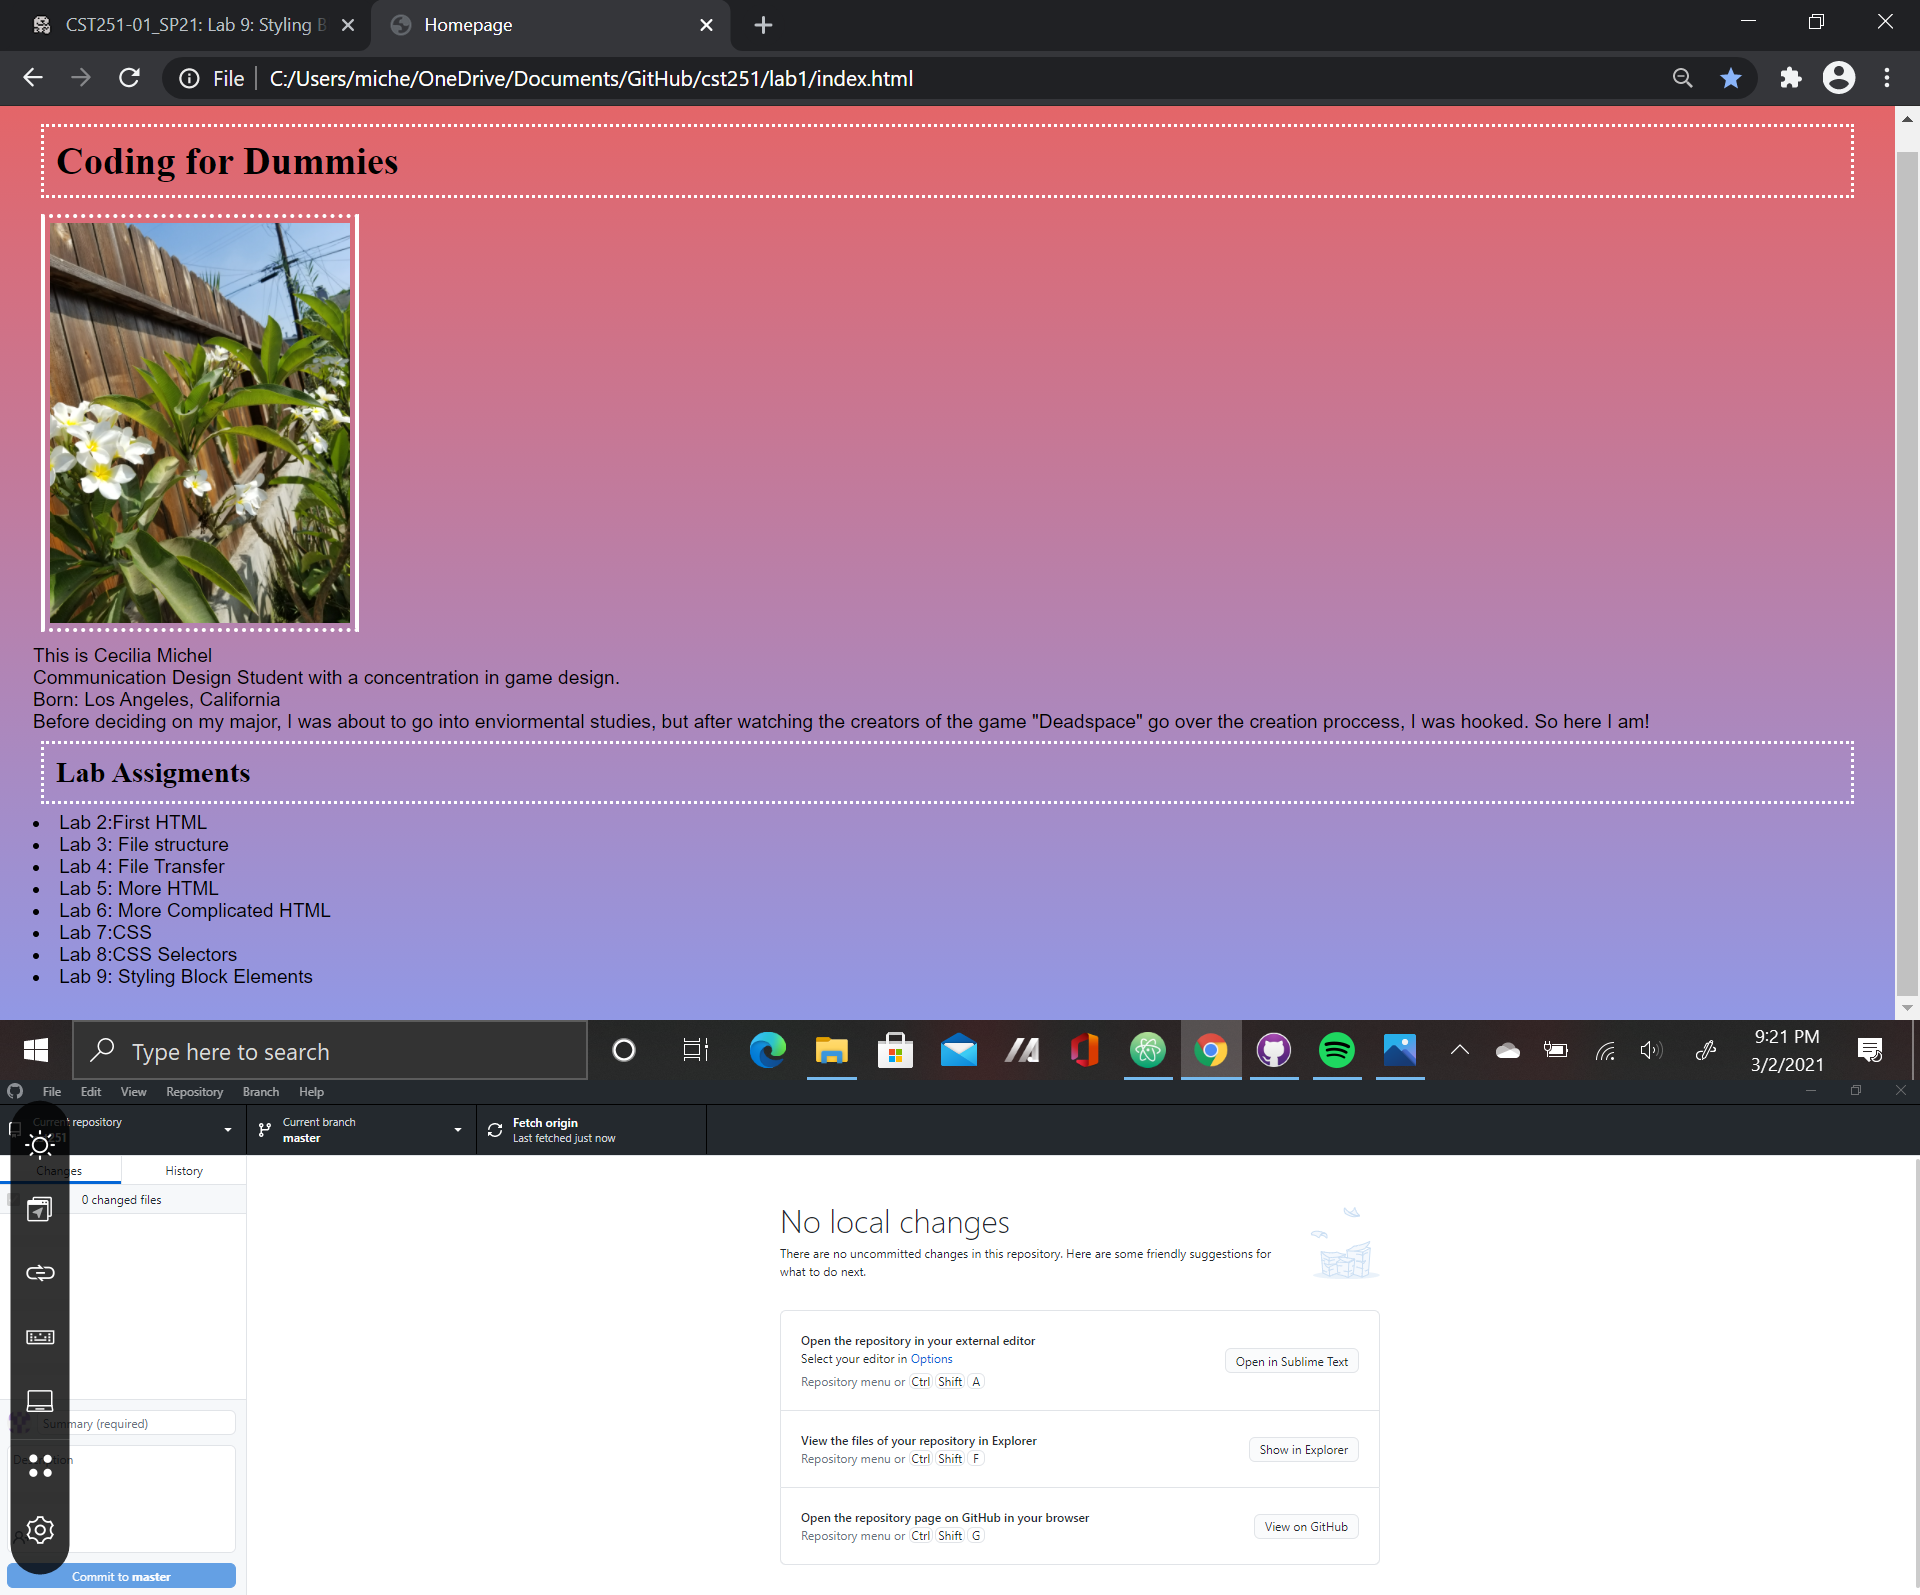 CST251-01_SP21: Lab 9: Styling B
Homepage
File
C:/Users/miche/OneDrive/Documents/GitHub/cst251/lab1/index.html
Coding for Dummies
This is Cecilia Michel
Communication Design Student with a concentration in game design.
Born: Los Angeles, California
Before deciding on my major, I was about to go into enviormental studies, but after watching the creators of the game "Deadspace" go over the creation proccess, I was hooked. So here I am!
Lab Assigments
Lab 2:First HTML
Lab 3: File structure
Lab 4: File Transfer
Lab 5: More HTML
Lab 6: More Complicated HTML
Lab 7:CSS
Lab 8:CSS Selectors
Lab 9: Styling Block Elements
Type here to search
9:21 PM
3/2/2021
File Edit View Repository Branch Help
Current repository
251
Current branch
master
Fetch origin
Last fetched just now
Changes
History
0 changed files
No local changes
There are no uncommitted changes in this repository. Here are some friendly suggestions for
what to do next.
Open the repository in your external editor
Select your editor in Options
Repository menu or Ctrl Shift A
Open in Sublime Text
View the files of your repository in Explorer
Repository menu or Ctrl Shift F
Show in Explorer
Open the repository page on GitHub in your browser
Repository menu or Ctrl Shift G
View on GitHub
Summary (required)
Description
Commit to master